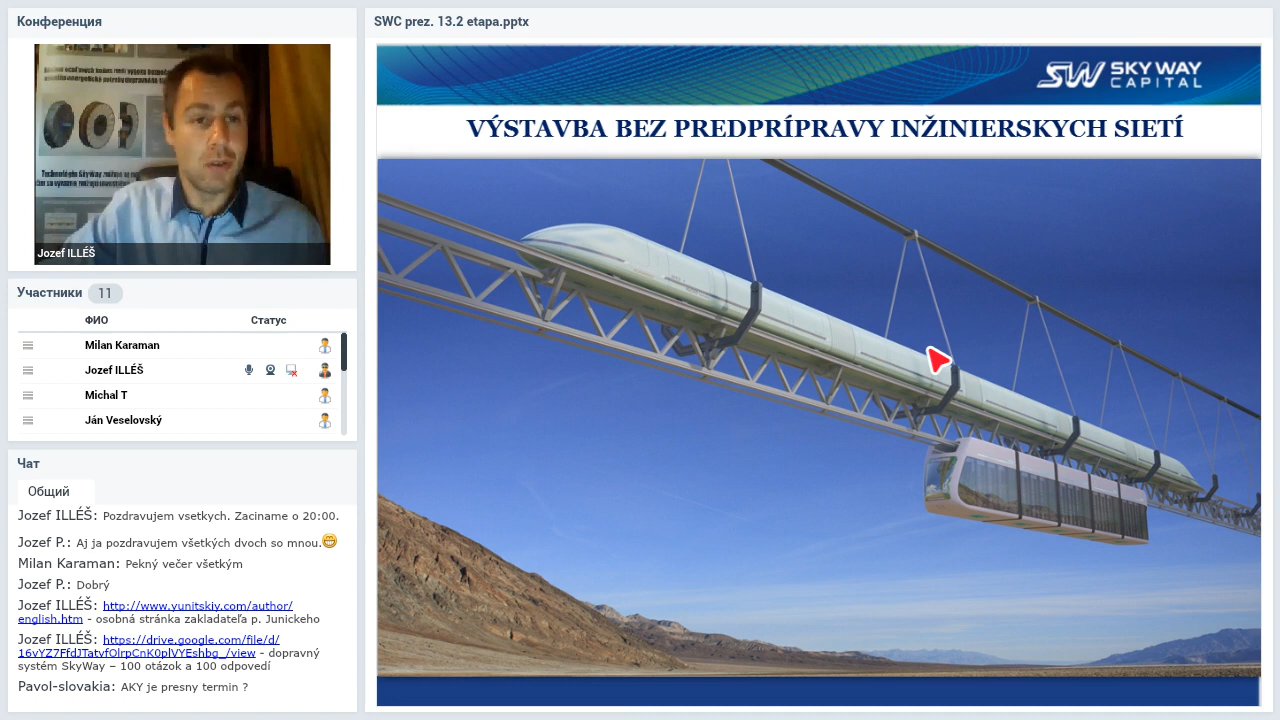 Конференция
Jozef ILLÉŠ
Участники 11
ФИО Статус
Milan Karaman
Jozef ILLÉŠ
Michal T
Ján Veselovský
Чат
Общий
Jozef ILLÉŠ: Pozdravujem vsetkych. Zaciname o 20:00.
Jozef P.: Aj ja pozdravujem všetkých dvoch so mnou.😁
Milan Karaman: Pekný večer všetkým
Jozef P.: Dobrý
Jozef ILLÉŠ: http://www.yunitskiy.com/author/
english.htm - osobná stránka zakladateľa p. Junickeho
Jozef ILLÉŠ: https://drive.google.com/file/d/
16vYZ7FfdJTatvfOlrpCnK0plVYEshbg_/view - dopravný
systém SkyWay – 100 otázok a 100 odpovedí
Pavol-slovakia: AKY je presny termin ?
SWC prez. 13.2 etapa.pptx
SW SKY WAY
CAPITAL
VÝSTAVBA BEZ PREDPRÍPRAVY INŽINIERSKYCH SIETÍ